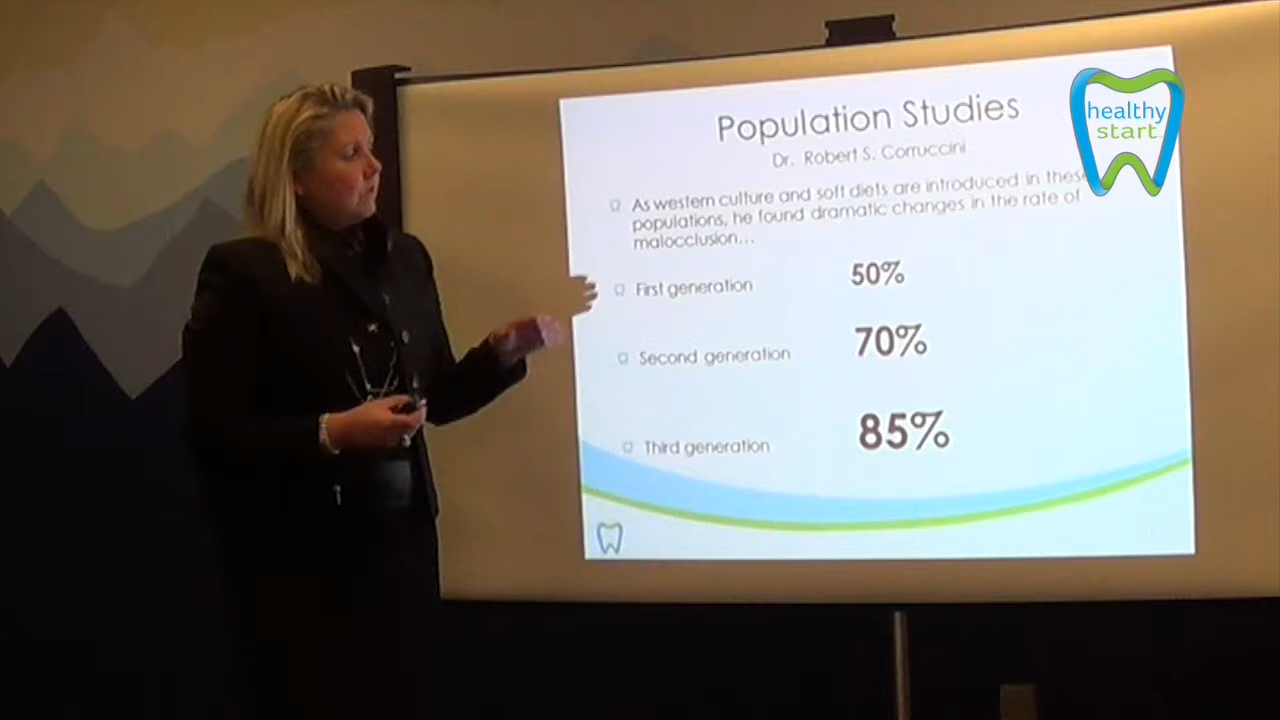 Population Studies
healthy
start
Dr. Robert S. Corruccini
As western culture and soft diets are introduced in these
populations, he found dramatic changes in the rate of
malocclusion...
First generation 50%
Second generation 70%
Third generation 85%